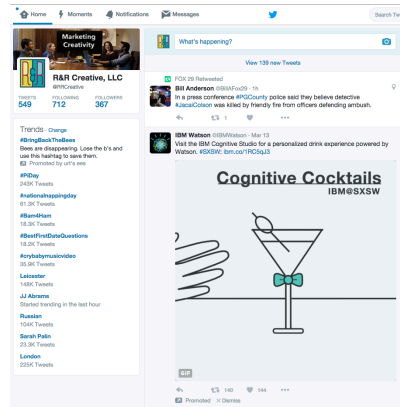 Home
Moments
Notifications
Messages
Search Tw
Marketing
Creativity
R&R Creative, LLC
@RRCreative
TWEETS FOLLOWING FOLLOWERS
549 712 367
Trends · Change
#BringBackTheBees
Bees are disappearing. Lose the b's and
use this hashtag to save them.
Promoted by urt's ees
#PiDay
243K Tweets
#nationalnappingday
61.3K Tweets
#Bam4Ham
18.3K Tweets
#BestFirstDateQuestions
18.2K Tweets
#crybabymusicvideo
35.9K Tweets
Leicester
148K Tweets
JJ Abrams
Started trending in the last hour
Russian
104K Tweets
Sarah Palin
23.3K Tweets
London
225K Tweets
What's happening?
View 139 new Tweets
FOX 29 Retweeted
Bill Anderson @BillAFox29 · 1h
In a press conference #PGCounty police said they believe detective
#JacaiColson was killed by friendly fire from officers defending ambush.
1
IBM Watson @IBMWatson · Mar 13
Visit the IBM Cognitive Studio for a personalized drink experience powered by
Watson. #SXSW: ibm.co/1RC5qJ3
Cognitive Cocktails
IBM@SXSW
GIF
140 144
Promoted Dismiss